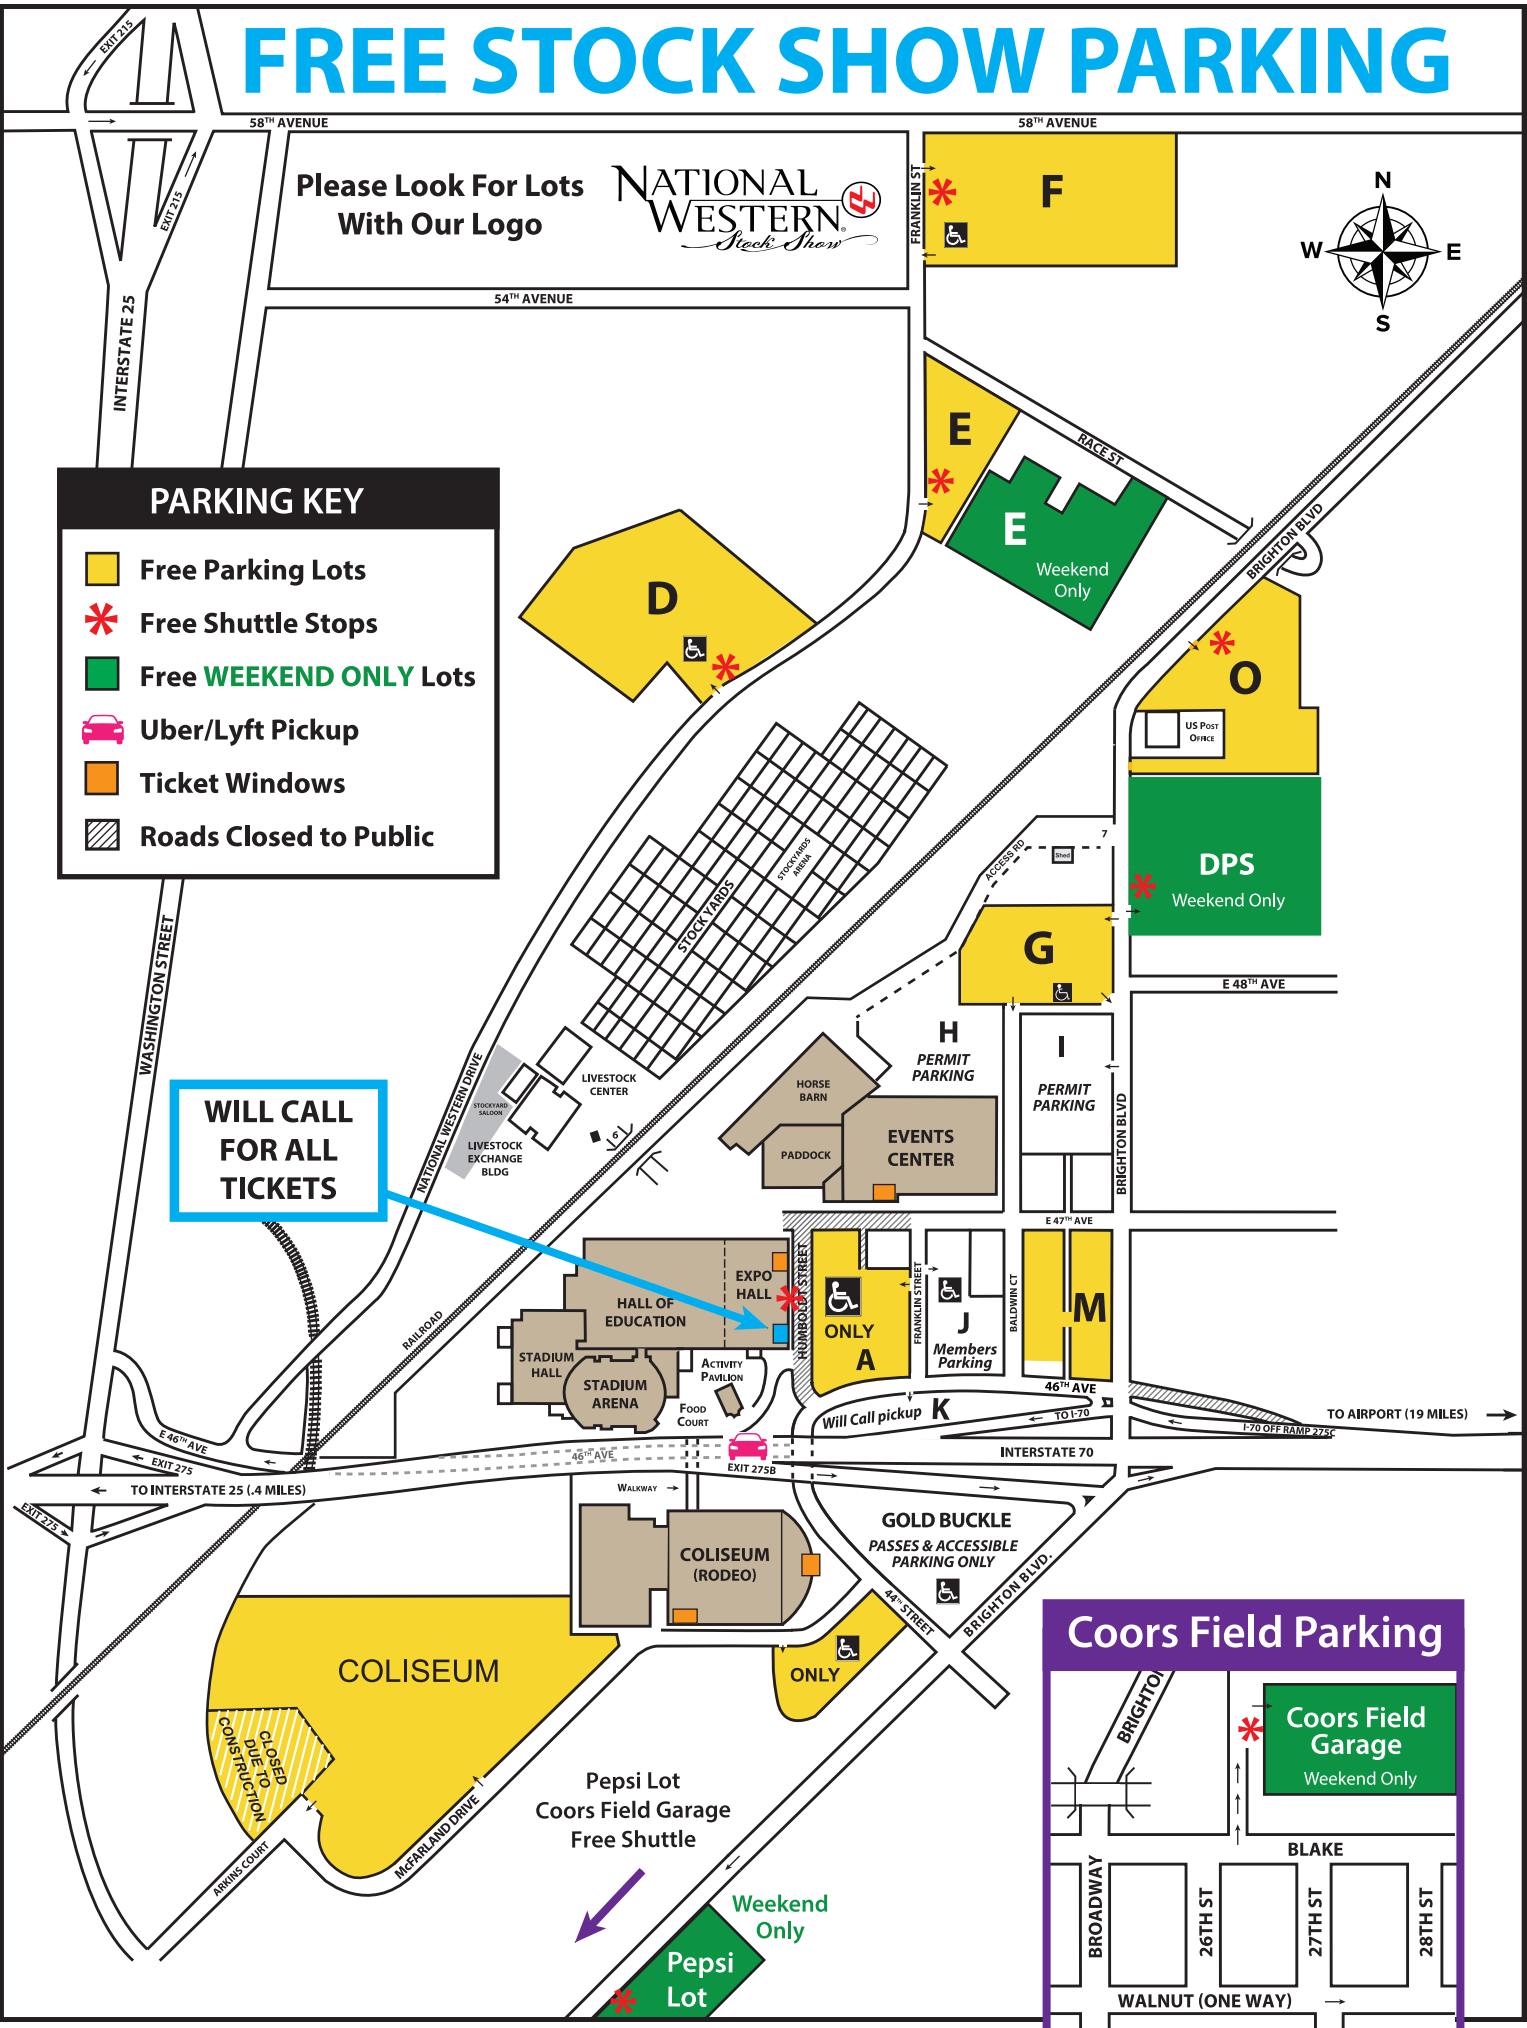 FREE STOCK SHOW PARKING
EXIT 215
58TH AVENUE
58TH AVENUE
EXIT 215
Please Look For Lots
With Our Logo
NATIONAL
WESTERN
Stock Show
FRANKLIN ST
F
N
W
E
S
54TH AVENUE
INTERSTATE 25
E
RACE ST
PARKING KEY
Free Parking Lots
Free Shuttle Stops
Free WEEKEND ONLY Lots
Uber/Lyft Pickup
Ticket Windows
Roads Closed to Public
E
Weekend
Only
BRIGHTON BLVD
D
O
US POST
OFFICE
STOCKYARDS
ARENA
STOCK YARDS
7
Shed
ACCESS RD
DPS
Weekend Only
G
E 48TH AVE
WASHINGTON STREET
H
PERMIT
PARKING
I
PERMIT
PARKING
BRIGHTON BLVD
NATIONAL WESTERN DRIVE
LIVESTOCK
CENTER
STOCKYARD
SALOON
LIVESTOCK
EXCHANGE
BLDG
6
HORSE
BARN
PADDOCK
EVENTS
CENTER
WILL CALL
FOR ALL
TICKETS
E 47TH AVE
RAILROAD
EXPO
HALL
HALL OF
EDUCATION
HUMBOLDT STREET
ONLY
A
FRANKLIN STREET
J
Members
Parking
BALDWIN CT
M
STADIUM
HALL
STADIUM
ARENA
ACTIVITY
PAVILION
FOOD
COURT
46TH AVE
Will Call pickup K
TO I-70
I-70 OFF RAMP 275C
TO AIRPORT (19 MILES)
E 46TH AVE
EXIT 275
46TH AVE
INTERSTATE 70
EXIT 275B
TO INTERSTATE 25 (.4 MILES)
EXIT 275
WALKWAY
COLISEUM
(RODEO)
GOLD BUCKLE
PASSES & ACCESSIBLE
PARKING ONLY
44TH STREET
BRIGHTON BLVD.
ONLY
COLISEUM
CLOSED
DUE TO
CONSTRUCTION
ARKINS COURT
McFARLAND DRIVE
Pepsi Lot
Coors Field Garage
Free Shuttle
Weekend
Only
Pepsi
Lot
Coors Field Parking
BRIGHTO
Coors Field
Garage
Weekend Only
BLAKE
BROADWAY
26TH ST
27TH ST
28TH ST
WALNUT (ONE WAY)